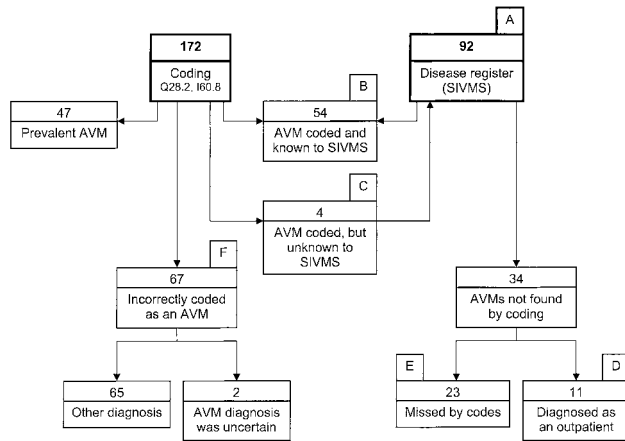 A
172
Coding
Q28.2, I60.8
92
Disease register
(SIVMS)
B
47
Prevalent AVM
54
AVM coded and
known to SIVMS
C
4
AVM coded, but
unknown to
SIVMS
F
67
Incorrectly coded
as an AVM
34
AVMs not found
by coding
E
D
65
Other diagnosis
2
AVM diagnosis
was uncertain
23
Missed by codes
11
Diagnosed as
an outpatient